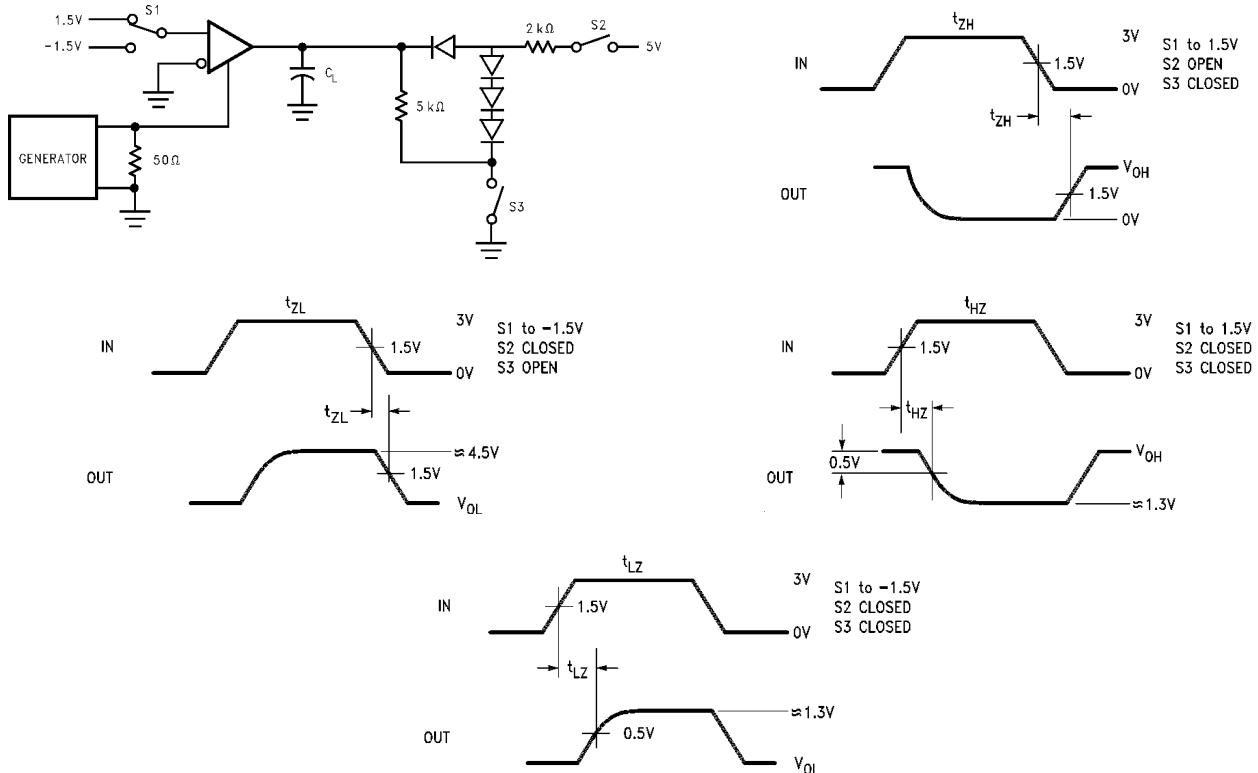 1.5V
S1
-1.5V
2 kΩ
S2
5V
C_L
5 kΩ
GENERATOR
50Ω
S3
t_ZH
IN
3V
1.5V
0V
S1 to 1.5V
S2 OPEN
S3 CLOSED
t_ZH
OUT
V_OH
1.5V
0V
t_ZL
IN
3V
1.5V
0V
S1 to -1.5V
S2 CLOSED
S3 OPEN
t_ZL
OUT
≈4.5V
1.5V
V_OL
t_HZ
IN
3V
1.5V
0V
S1 to 1.5V
S2 CLOSED
S3 CLOSED
t_HZ
OUT
0.5V
V_OH
≈1.3V
t_LZ
IN
3V
1.5V
0V
S1 to -1.5V
S2 CLOSED
S3 CLOSED
t_LZ
OUT
≈1.3V
0.5V
V_OL